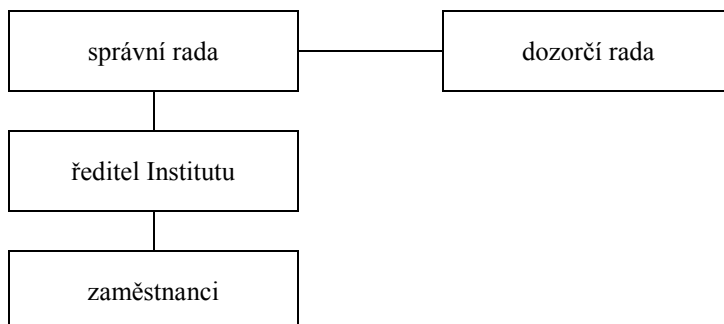 správní rada
dozorčí rada
ředitel Institutu
zaměstnanci